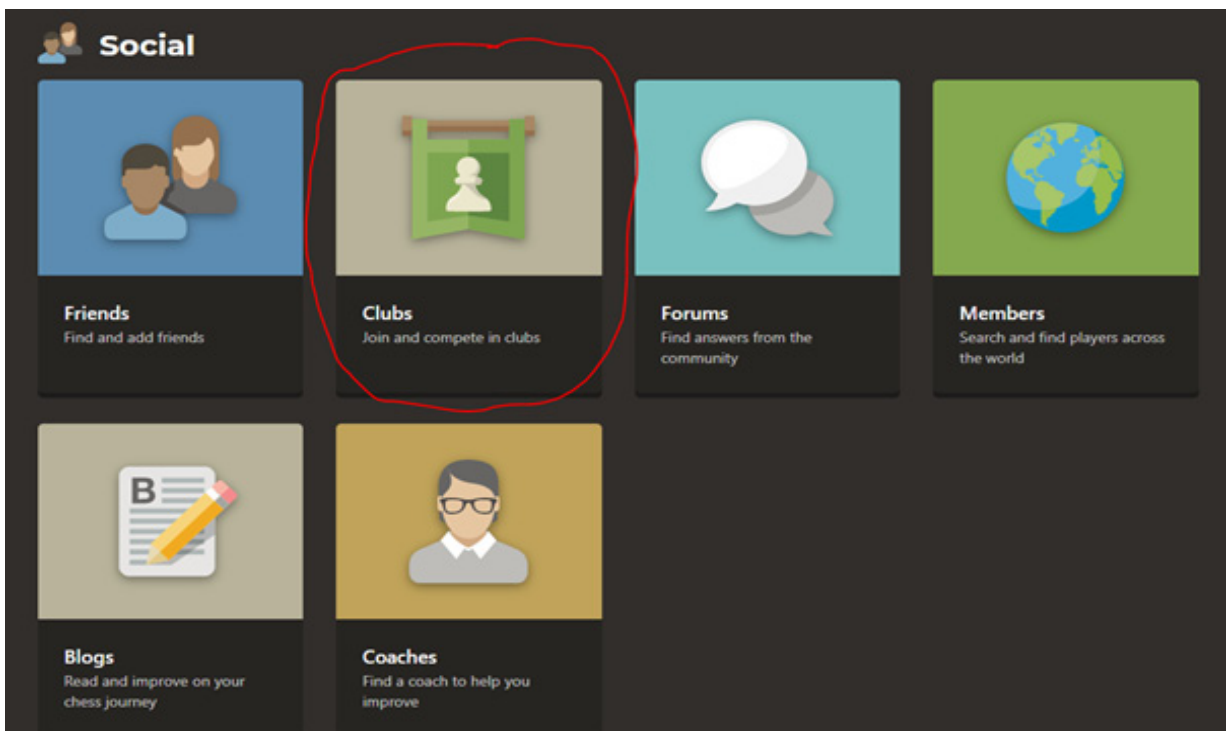 Social
Friends
Find and add friends
Clubs
Join and compete in clubs
Forums
Find answers from the
community
Members
Search and find players across
the world
B
Blogs
Read and improve on your
chess journey
Coaches
Find a coach to help you
improve